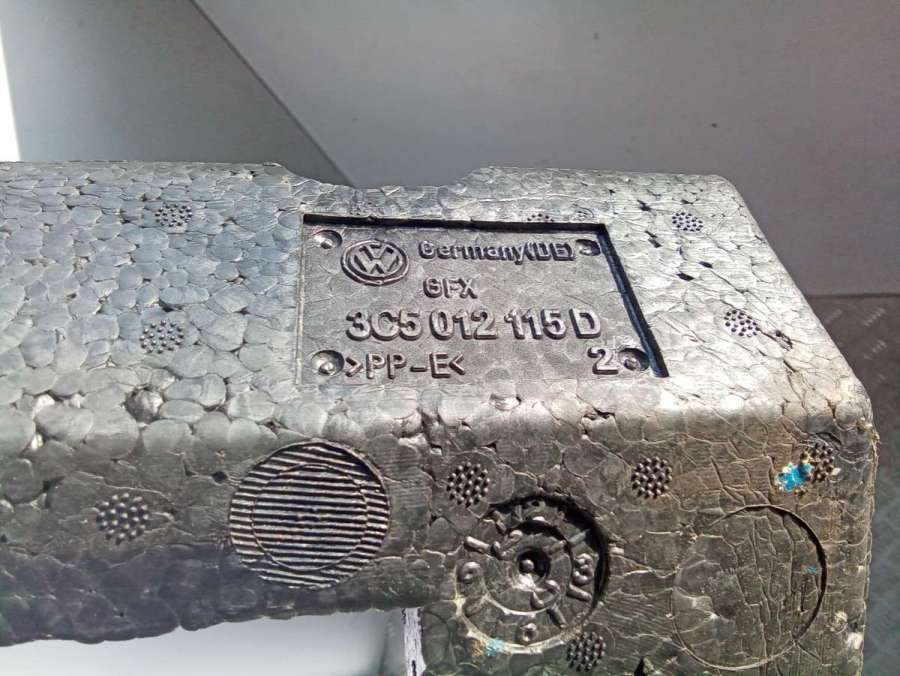 Germany(DE)
GFX
3C5 012 115 D
>PP-E<
2